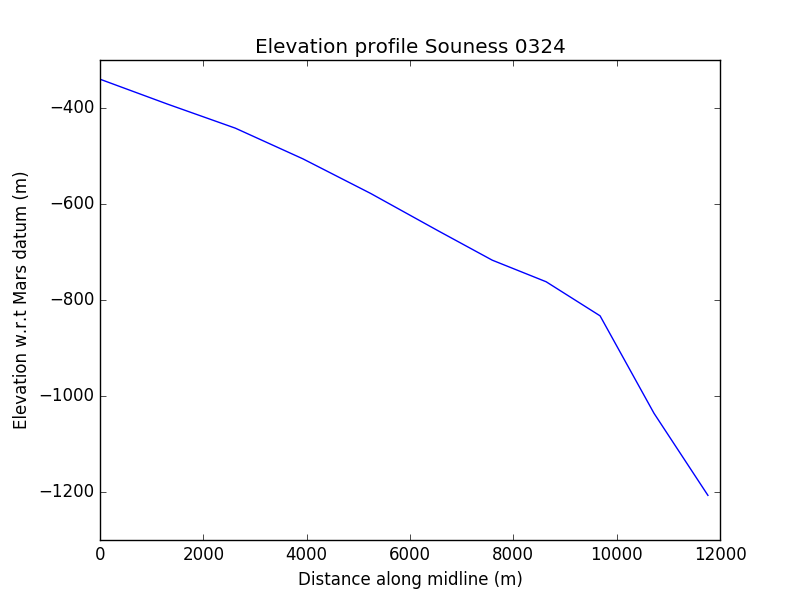 Elevation profile Souness 0324
Elevation w.r.t Mars datum (m)
−400
−600
−800
−1000
−1200
0 2000 4000 6000 8000 10000 12000
Distance along midline (m)